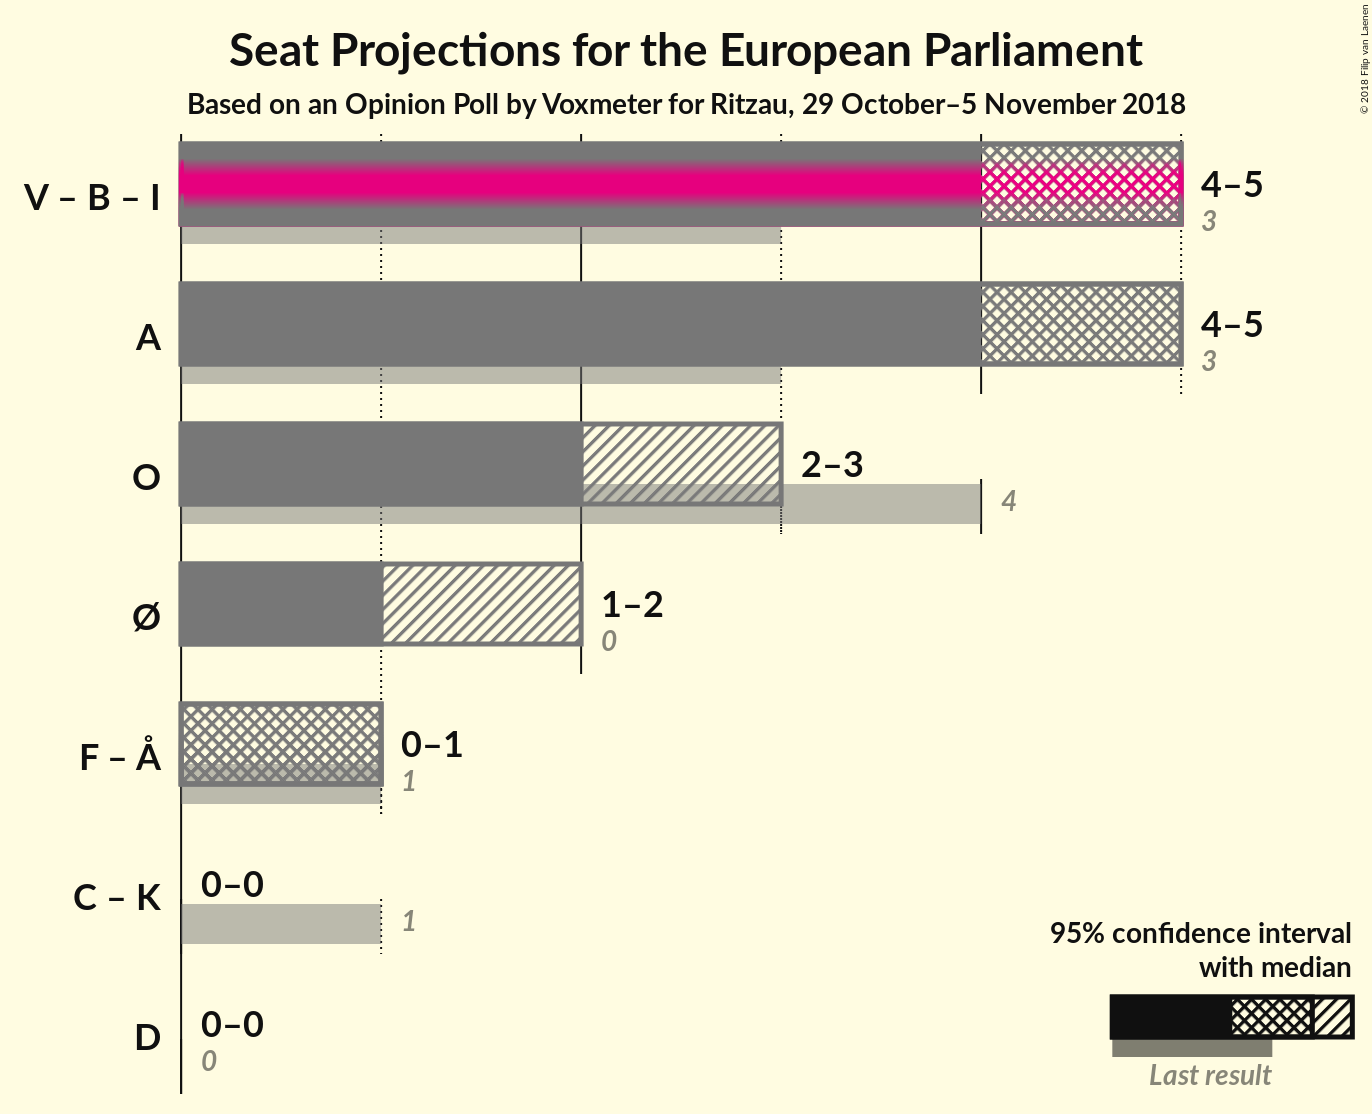 Seat Projections for the European Parliament
Based on an Opinion Poll by Voxmeter for Ritzau, 29 October–5 November 2018
© 2018 Filip van Laenen
V – B – I
4–5
3
A
4–5
3
O
2–3
4
Ø
1–2
0
F – Å
0–1
1
C – K
0–0
1
D
0–0
0
95% confidence interval
with median
Last result